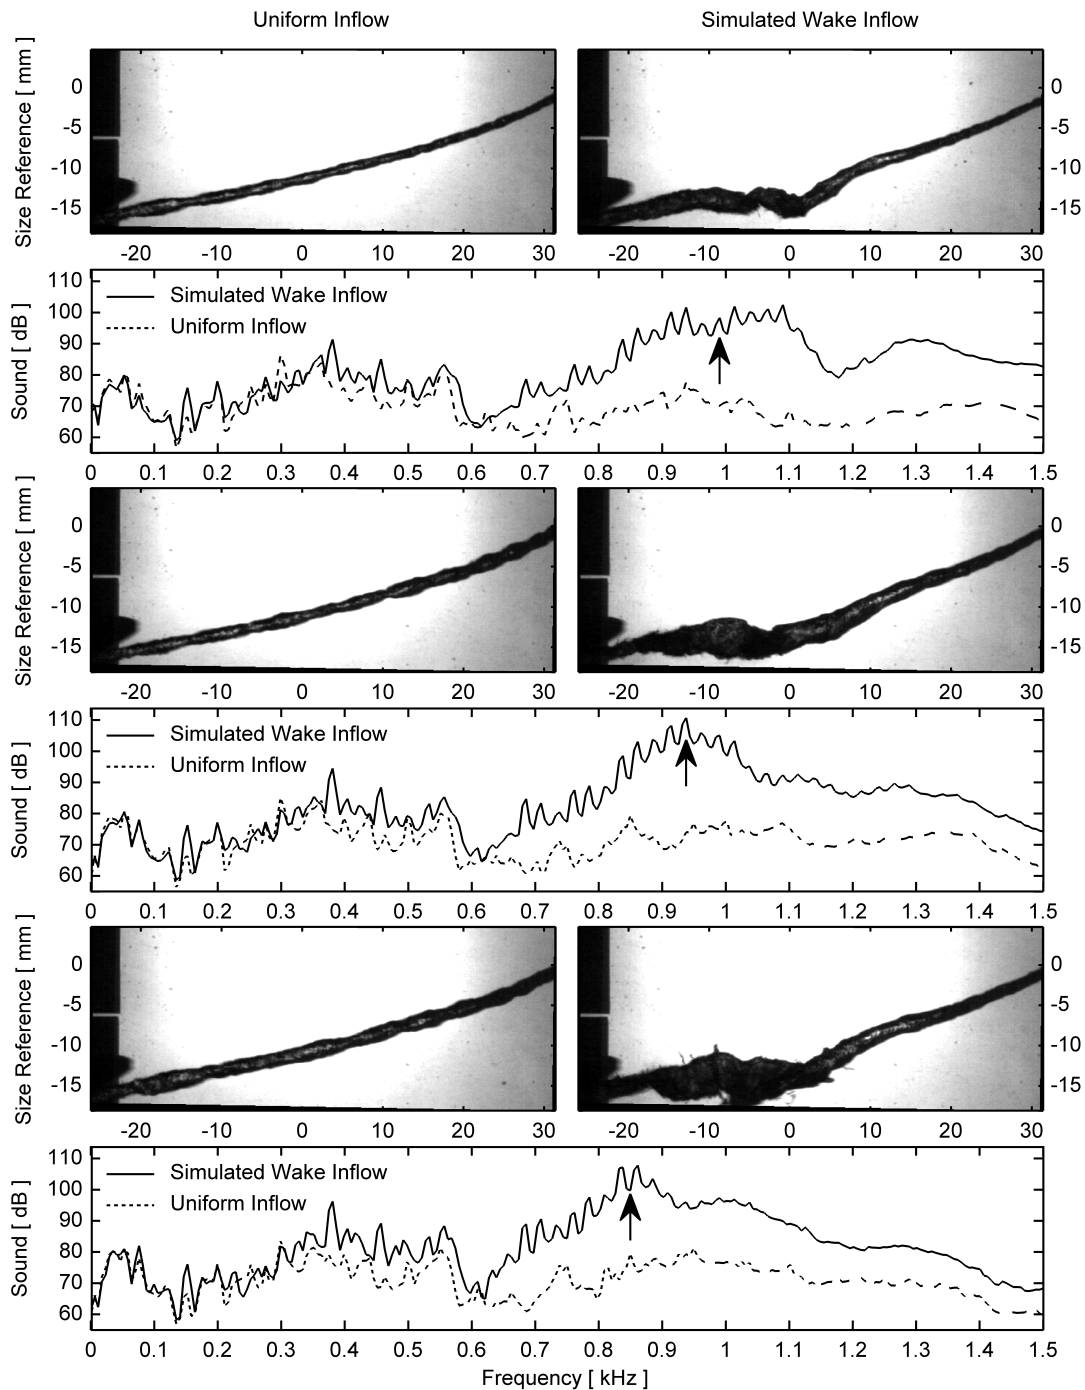 Uniform Inflow Simulated Wake Inflow
Size Reference [ mm ]
0 0
-5 -5
-10 -10
-15 -15
-20 -10 0 10 20 30 -20 -10 0 10 20 30
Sound [ dB ]
110
Simulated Wake Inflow
100
Uniform Inflow
90
80
70
60
0 0.1 0.2 0.3 0.4 0.5 0.6 0.7 0.8 0.9 1 1.1 1.2 1.3 1.4 1.5
Size Reference [ mm ]
0 0
-5 -5
-10 -10
-15 -15
-20 -10 0 10 20 30 -20 -10 0 10 20 30
Sound [ dB ]
110
Simulated Wake Inflow
100
Uniform Inflow
90
80
70
60
0 0.1 0.2 0.3 0.4 0.5 0.6 0.7 0.8 0.9 1 1.1 1.2 1.3 1.4 1.5
Size Reference [ mm ]
0 0
-5 -5
-10 -10
-15 -15
-20 -10 0 10 20 30 -20 -10 0 10 20 30
Sound [ dB ]
110
Simulated Wake Inflow
100
Uniform Inflow
90
80
70
60
0 0.1 0.2 0.3 0.4 0.5 0.6 0.7 0.8 0.9 1 1.1 1.2 1.3 1.4 1.5
Frequency [ kHz ]